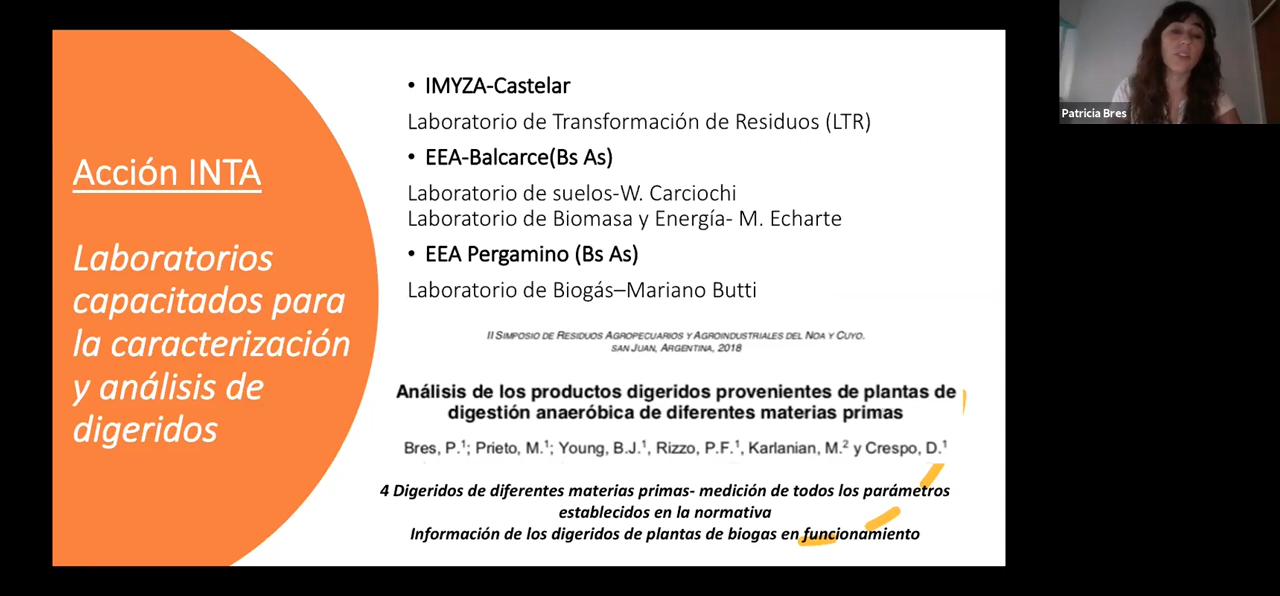 Acción INTA
Laboratorios
capacitados para
la caracterización
y análisis de
digeridos
• IMYZA-Castelar
Laboratorio de Transformación de Residuos (LTR)
• EEA-Balcarce(Bs As)
Laboratorio de suelos-W. Carciochi
Laboratorio de Biomasa y Energía- M. Echarte
• EEA Pergamino (Bs As)
Laboratorio de Biogás–Mariano Butti
II SIMPOSIO DE RESIDUOS AGROPECUARIOS Y AGROINDUSTRIALES DEL NOA Y CUYO.
SAN JUAN, ARGENTINA, 2018
Análisis de los productos digeridos provenientes de plantas de
digestión anaeróbica de diferentes materias primas
Bres, P.¹; Prieto, M.¹; Young, B.J.¹, Rizzo, P.F.¹, Karlanian, M.² y Crespo, D.¹
4 Digeridos de diferentes materias primas- medición de todos los parámetros
establecidos en la normativa
Información de los digeridos de plantas de biogas en funcionamiento
Patricia Bres